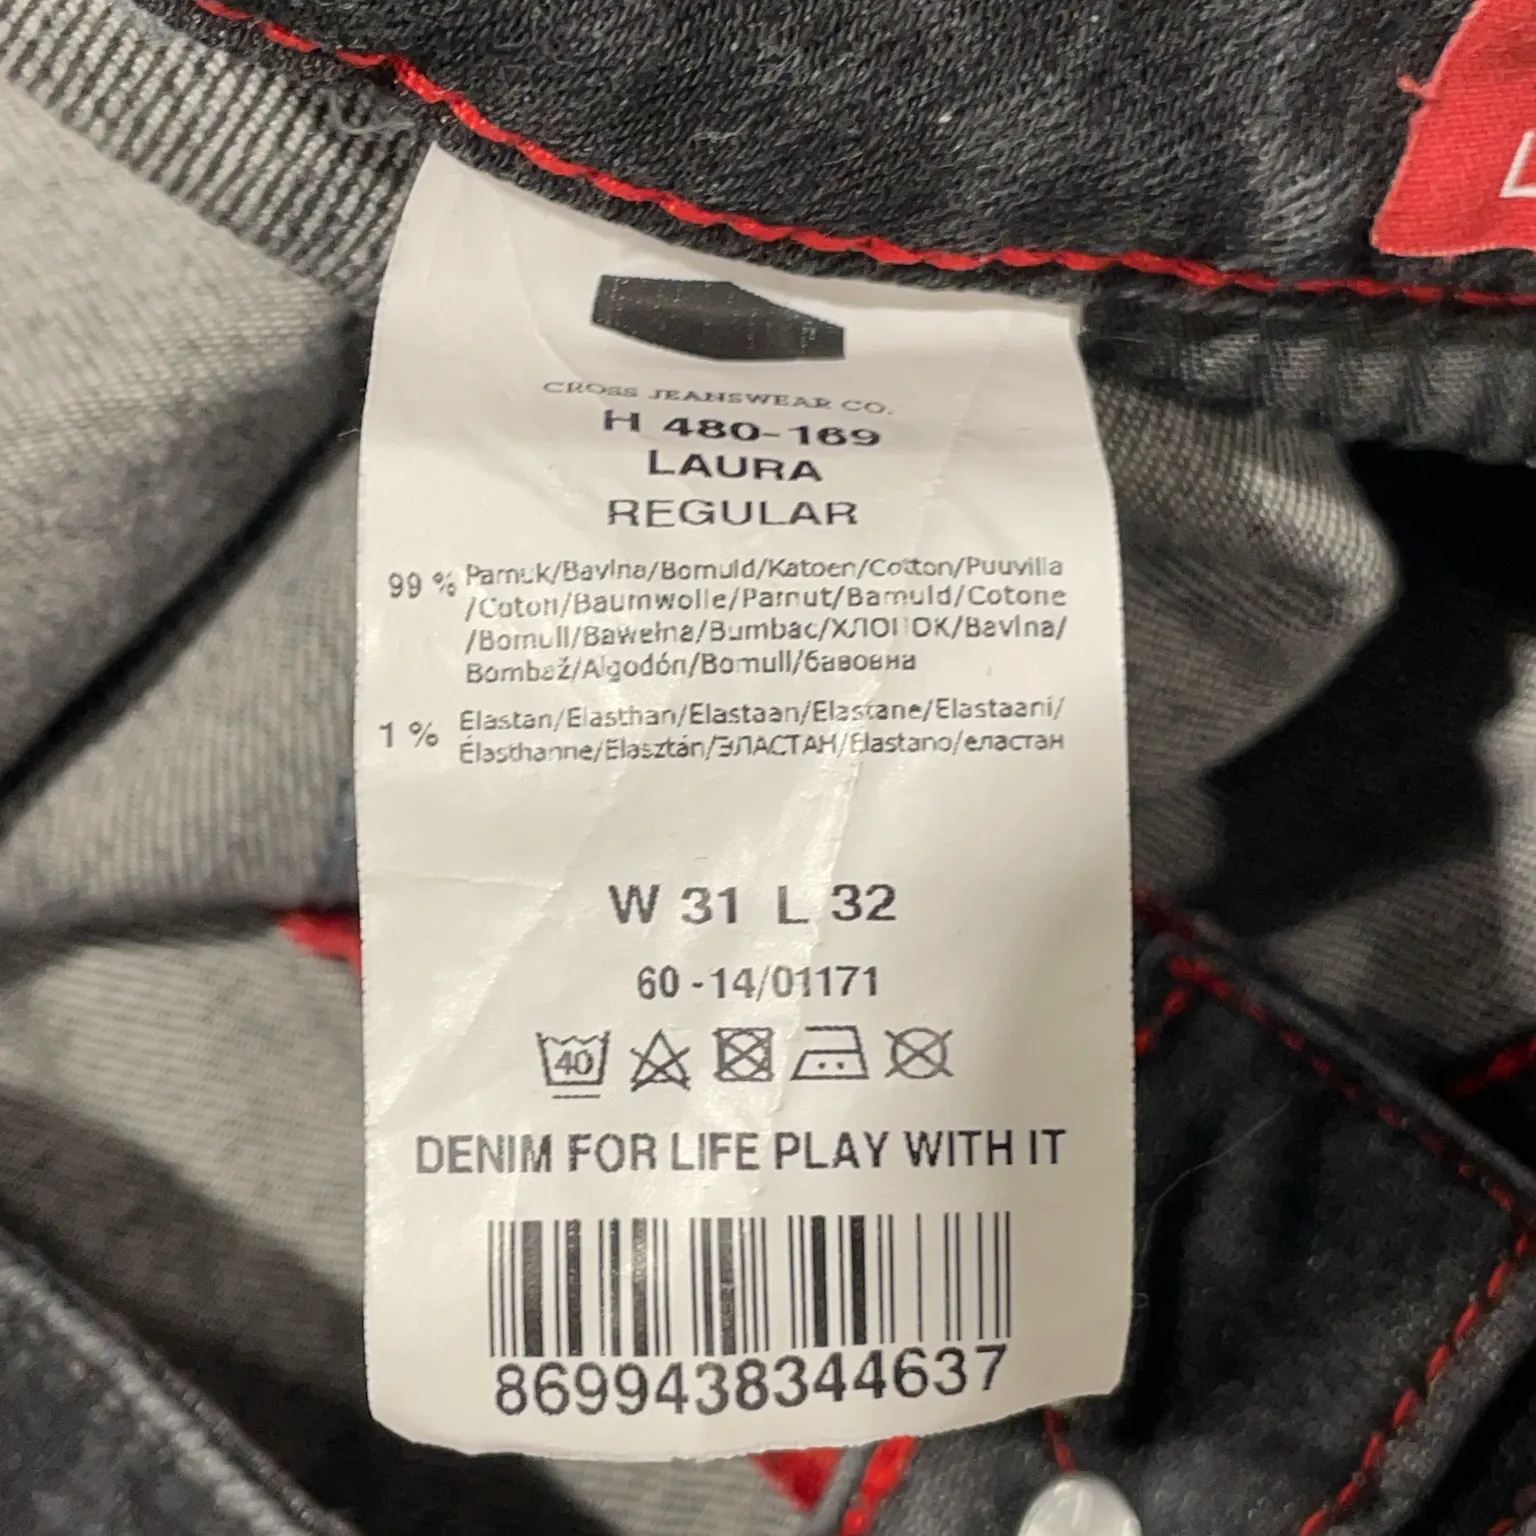 CROSS JEANSWEAR CO.
H 480-169
LAURA
REGULAR
99 % Pamuk/Bavlna/Bomuld/Katoen/Cotton/Puuvilla
/Coton/Baumwolle/Pamut/Bamuld/Cotone
/Bomull/Bawełna/Bumbac/ХЛОПОК/Bavlna/
Bombaž/Algodón/Bomull/бавовна
1 % Elastan/Elasthan/Elastaan/Elastane/Elastaani/
Élasthanne/Elasztán/ЭЛАСТАН/Elastano/еластан
W 31 L 32
60 -14/01171
40
DENIM FOR LIFE PLAY WITH IT
8699438344637